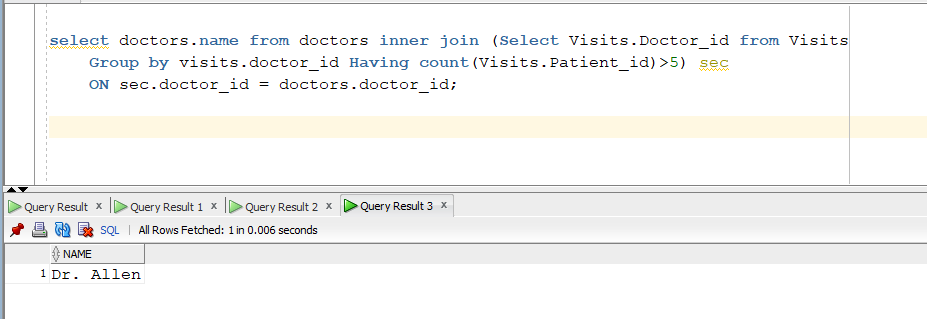 select doctors.name from doctors inner join (Select Visits.Doctor_id from Visits
Group by visits.doctor_id Having count(Visits.Patient_id)>5) sec
ON sec.doctor_id = doctors.doctor_id;
Query Result x Query Result 1 x Query Result 2 x Query Result 3 x
SQL | All Rows Fetched: 1 in 0.006 seconds
NAME
1 Dr. Allen